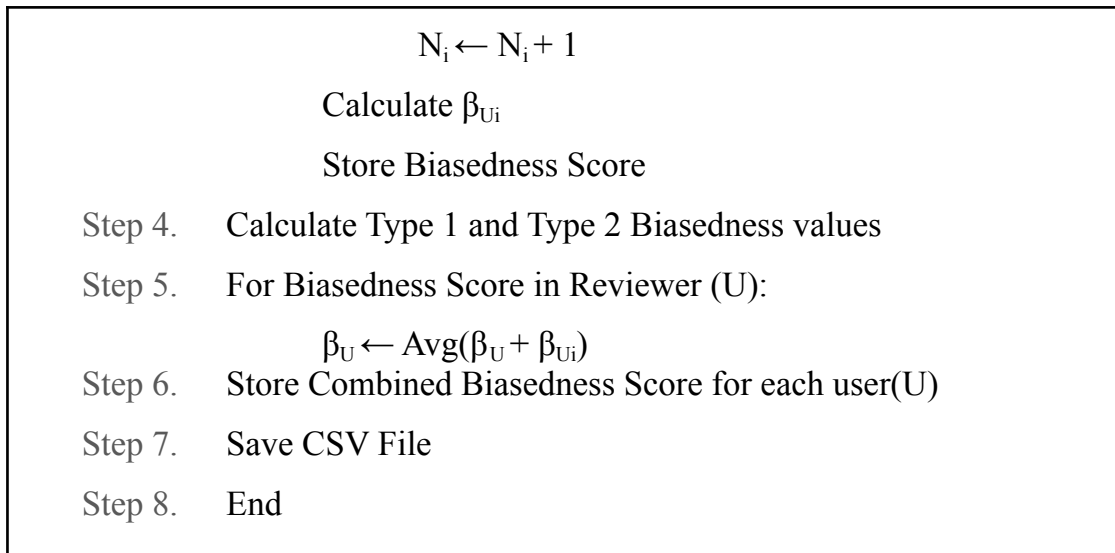 Nᵢ ← Nᵢ + 1
Calculate β_Ui
Store Biasedness Score
Step 4. Calculate Type 1 and Type 2 Biasedness values
Step 5. For Biasedness Score in Reviewer (U):
β_U ← Avg(β_U + β_Ui)
Step 6. Store Combined Biasedness Score for each user(U)
Step 7. Save CSV File
Step 8. End